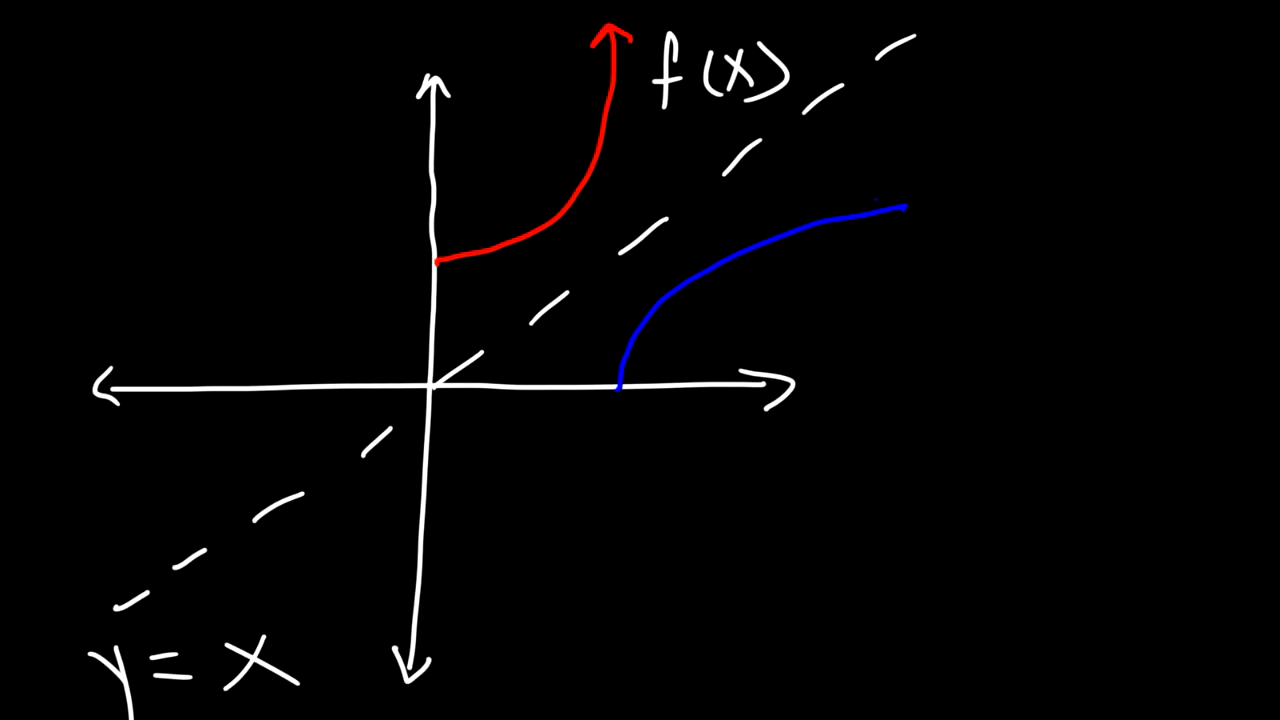 f(x)
y = x